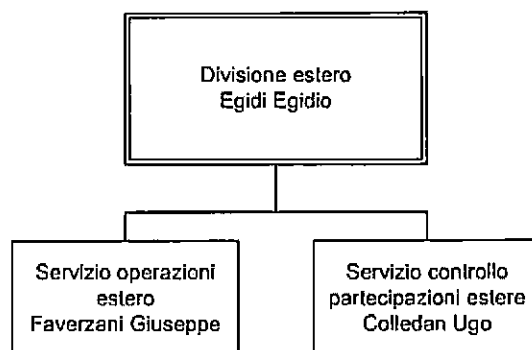 Divisione estero
Egidi Egidio
Servizio operazioni
estero
Faverzani Giuseppe
Servizio controllo
partecipazioni estere
Colledan Ugo